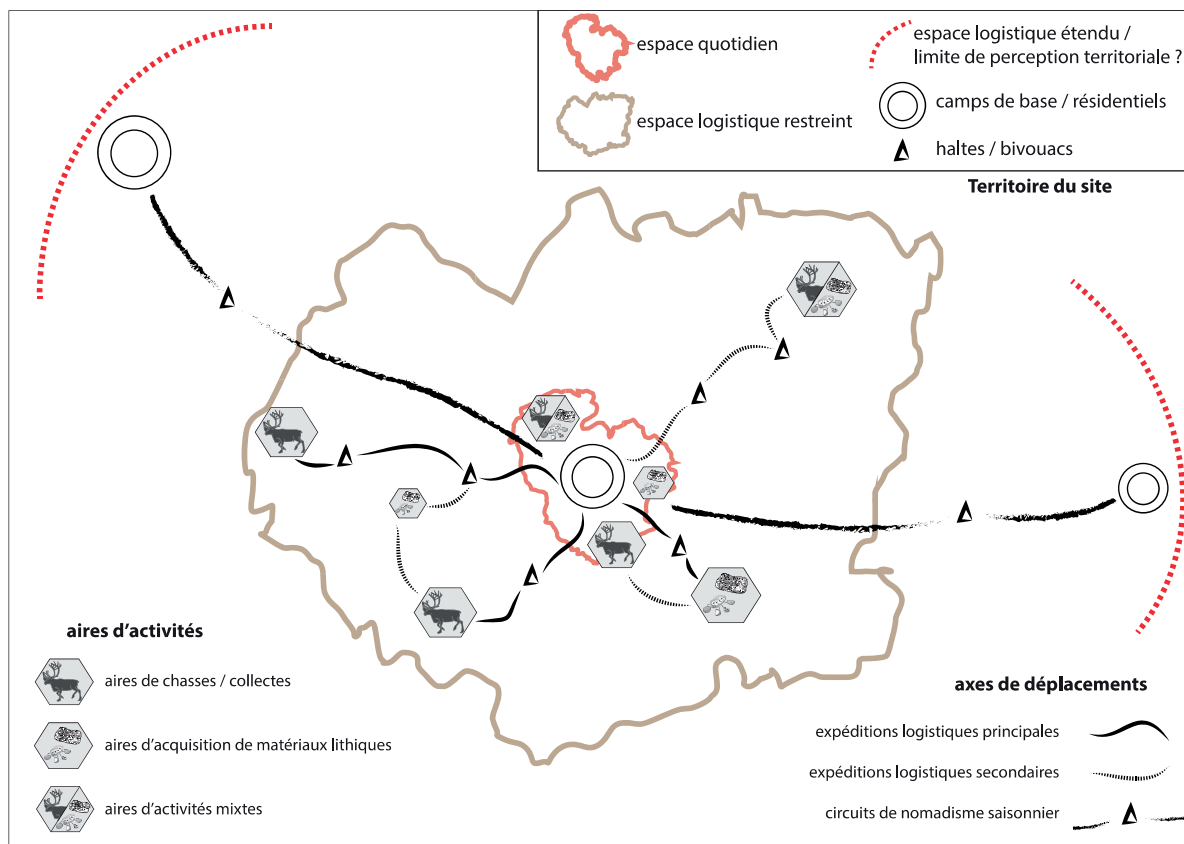 espace quotidien
espace logistique restreint
espace logistique étendu /
limite de perception territoriale ?
camps de base / résidentiels
haltes / bivouacs
Territoire du site
aires d’activités
aires de chasses / collectes
aires d’acquisition de matériaux lithiques
aires d’activités mixtes
axes de déplacements
expéditions logistiques principales
expéditions logistiques secondaires
circuits de nomadisme saisonnier